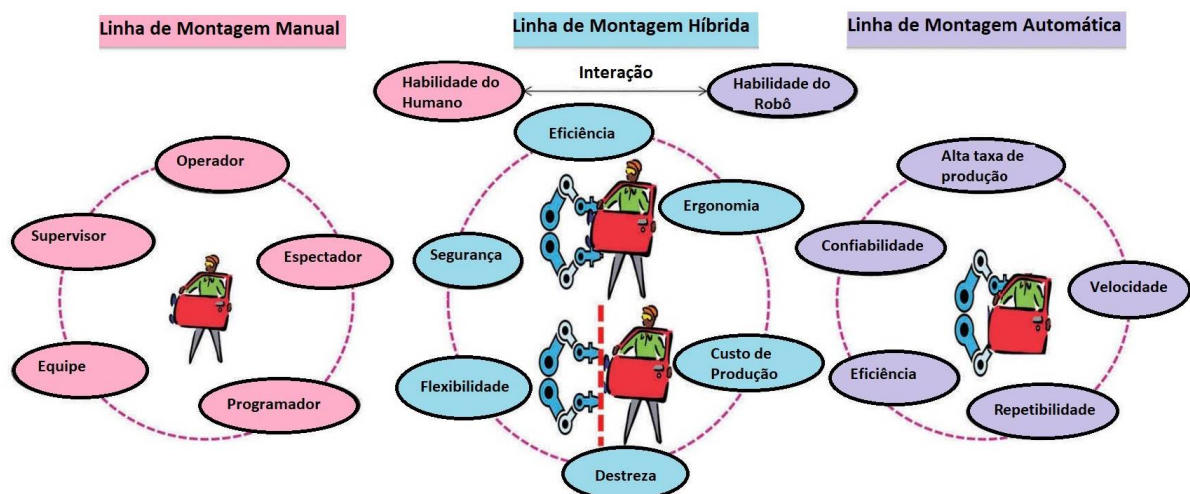 Linha de Montagem Manual
Linha de Montagem Híbrida
Linha de Montagem Automática
Operador
Supervisor
Espectador
Equipe
Programador
Habilidade do
Humano
Interação
Habilidade do
Robô
Eficiência
Ergonomia
Segurança
Flexibilidade
Custo de
Produção
Destreza
Alta taxa de
produção
Confiabilidade
Velocidade
Eficiência
Repetibilidade